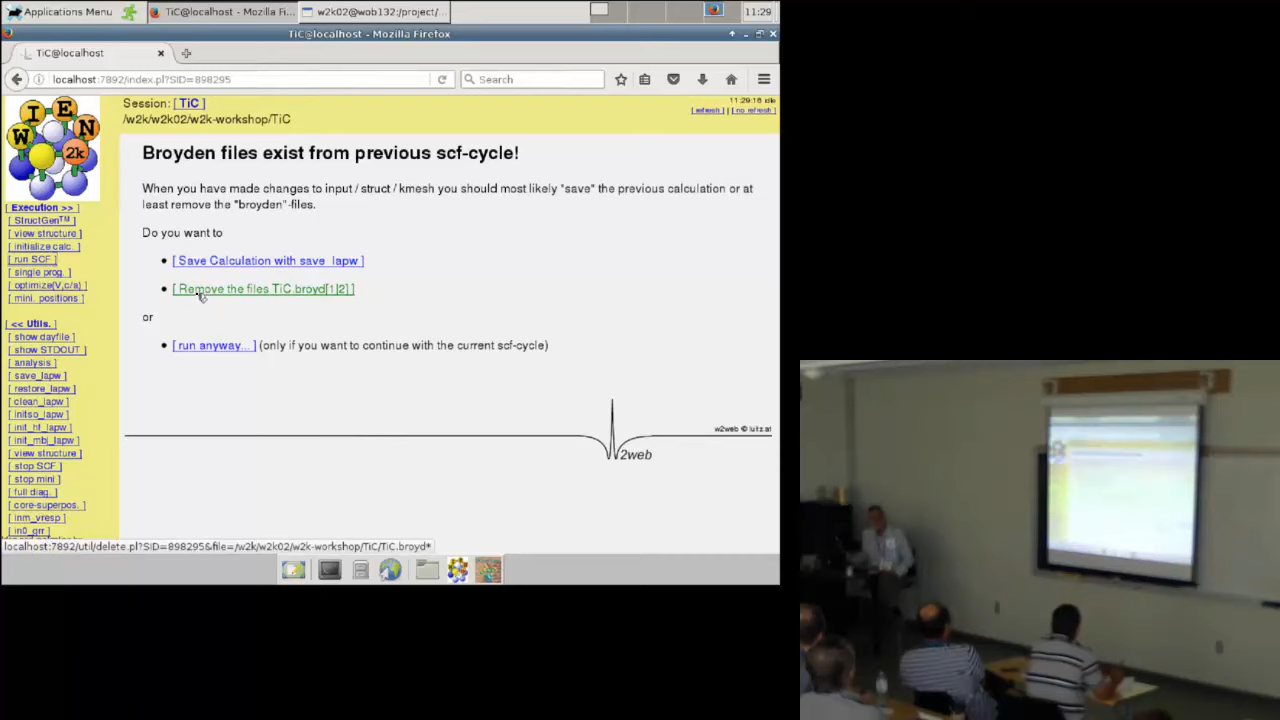 Applications Menu
TiC@localhost - Mozilla Fi...
w2k02@wob132:/project/...
11:29
TiC@localhost - Mozilla Firefox
TiC@localhost
localhost:7892/index.pl?SID=898295
Search
W I E N 2k
Session: [ TiC ]
/w2k/w2k02/w2k-workshop/TiC
11:29:16 idle
[ refresh ] [ no refresh ]
[ Execution >> ]
[ StructGen™ ]
[ view structure ]
[ initialize calc. ]
[ run SCF ]
[ single prog. ]
[ optimize(V,c/a) ]
[ mini. positions ]
[ << Utils. ]
[ show dayfile ]
[ show STDOUT ]
[ analysis ]
[ save_lapw ]
[ restore_lapw ]
[ clean_lapw ]
[ initso_lapw ]
[ init_hf_lapw ]
[ init_mbj_lapw ]
[ view structure ]
[ stop SCF ]
[ stop mini ]
[ full diag. ]
[ core-superpos. ]
[ inm_vresp ]
[ in0_grr ]
Broyden files exist from previous scf-cycle!
When you have made changes to input / struct / kmesh you should most likely "save" the previous calculation or at
least remove the "broyden"-files.
Do you want to
[ Save Calculation with save_lapw ]
[ Remove the files TiC.broyd[1|2] ]
or
[ run anyway... ] (only if you want to continue with the current scf-cycle)
w2web © luitz.at
2web
localhost:7892/util/delete.pl?SID=898295&file=/w2k/w2k02/w2k-workshop/TiC/TiC.broyd*